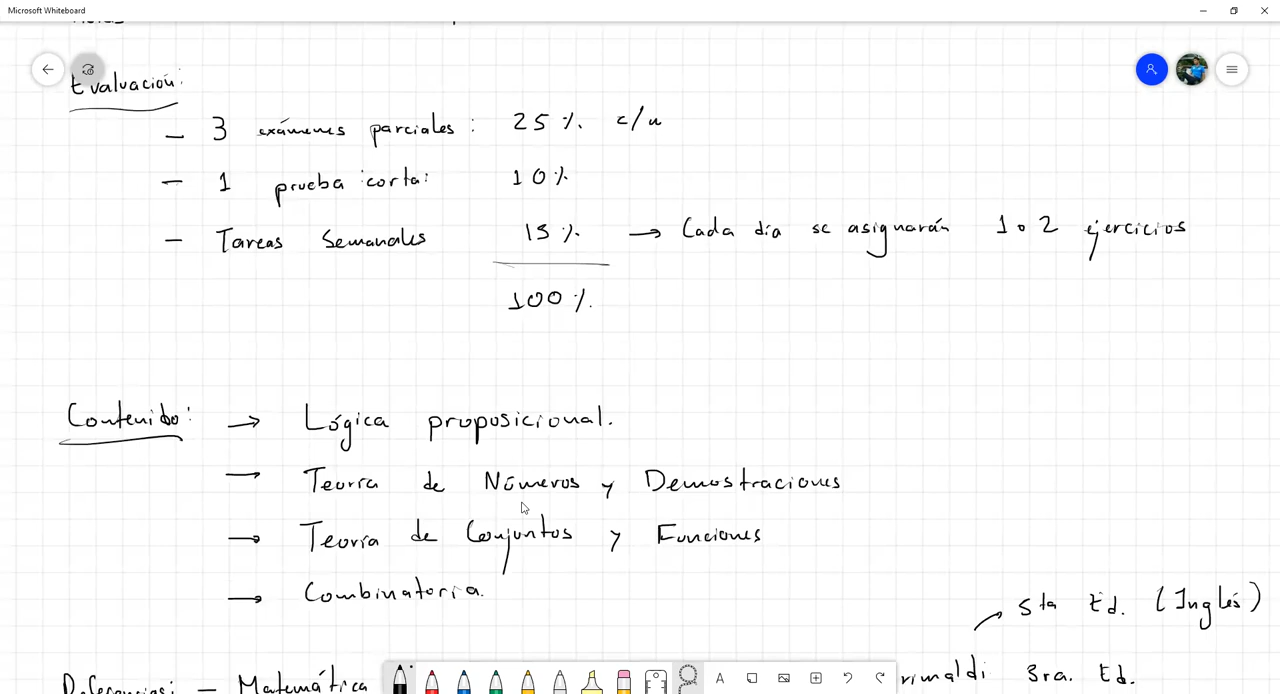 Microsoft Whiteboard
Evaluación:
- 3 exámenes parciales: 25 % c/u
- 1 prueba corta: 10%
- Tareas Semanales 15 % → Cada día se asignarán 1 o 2 ejercicios
100 %.
Contenido: → Lógica proposicional.
→ Teoría de Números y Demostraciones
→ Teoría de Conjuntos y Funciones
→ Combinatoria.
5ta Ed. (Inglés)
Referencias: - Matemática rimaldi 3ra. Ed.